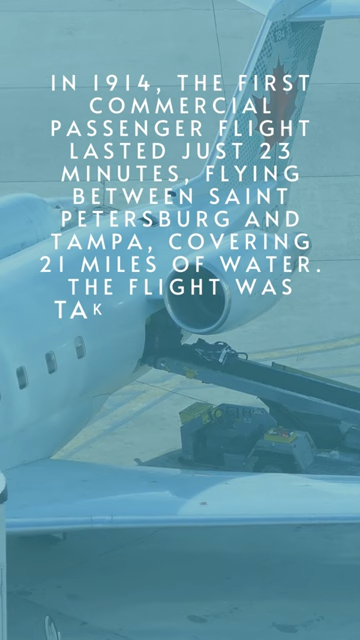 IN 1914, THE FIRST
COMMERCIAL
PASSENGER FLIGHT
LASTED JUST 23
MINUTES, FLYING
BETWEEN SAINT
PETERSBURG AND
TAMPA, COVERING
21 MILES OF WATER.
THE FLIGHT WAS
TAK